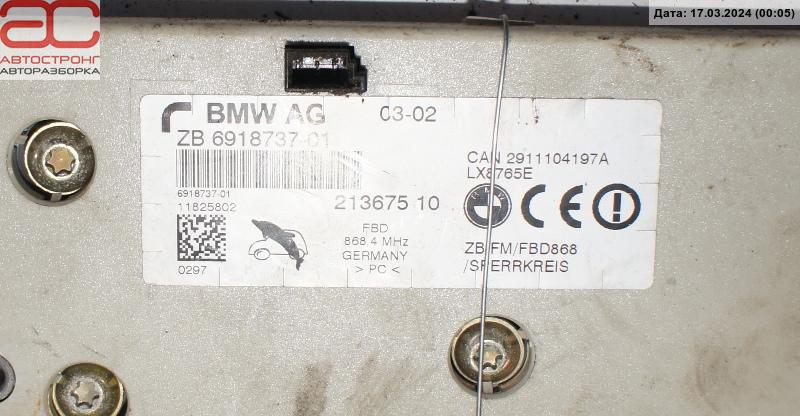 Дата: 17.03.2024 (00:05)
АВТОСТРОНГ
АВТОРАЗБОРКА
BMW AG 03-02
ZB 6918737-01
CAN 2911104197A
LX8765E
6918737-01
11825802
213675 10
FBD
868.4 MHz
GERMANY
> PC <
CE
ZB FM/FBD868
/SPERRKREIS
0297